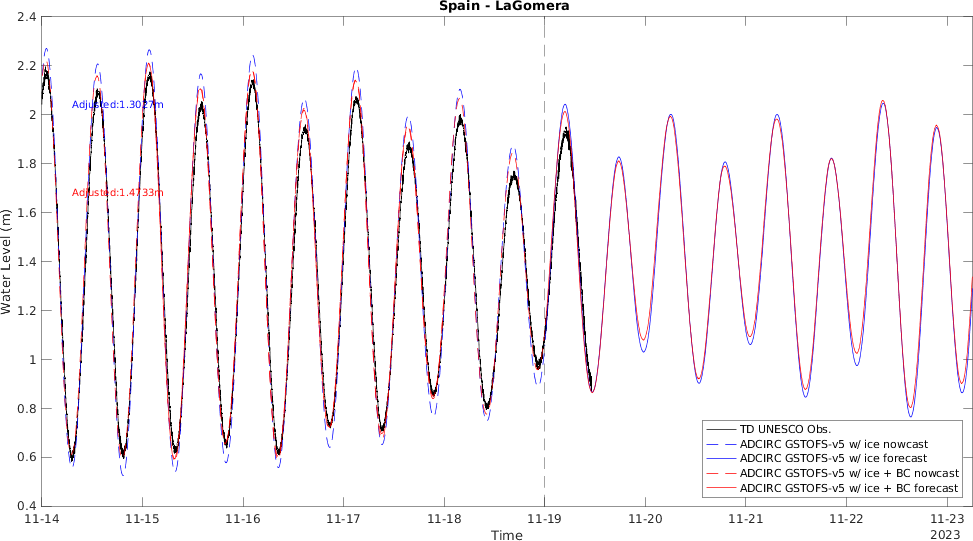 Spain - LaGomera
2.4
2.2
2
1.8
1.6
1.4
1.2
1
0.8
0.6
0.4
Water Level (m)
Adjusted:1.3027m
Adjusted:1.4733m
TD UNESCO Obs.
ADCIRC GSTOFS-v5 w/ ice nowcast
ADCIRC GSTOFS-v5 w/ ice forecast
ADCIRC GSTOFS-v5 w/ ice + BC nowcast
ADCIRC GSTOFS-v5 w/ ice + BC forecast
11-14 11-15 11-16 11-17 11-18 11-19 11-20 11-21 11-22 11-23
Time
2023